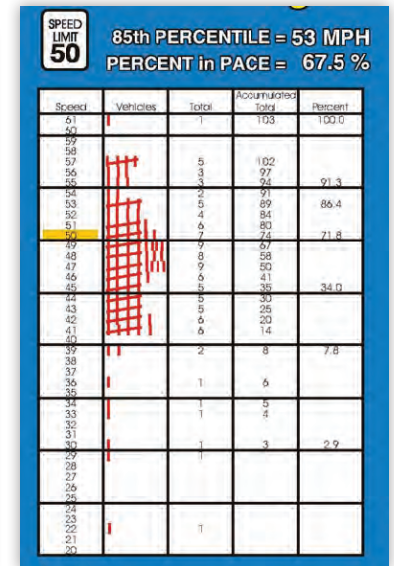 SPEED
LIMIT
50
85th PERCENTILE = 53 MPH
PERCENT in PACE = 67.5 %
Speed Vehicles Total Accumulated Total Percent
61 1 103 100.0
60
59
58
57 5 102
56 3 97
55 3 94 91.3
54 2 91
53 5 89 86.4
52 4 84
51 6 80
50 7 74 71.8
49 9 67
48 8 58
47 9 50
46 6 41
45 5 35 34.0
44 5 30
43 5 25
42 6 20
41 6 14
40
39 2 8 7.8
38
37
36 1 6
35
34 1 5
33 1 4
32
31
30 1 3 2.9
29 1
28
27
26
25
24
23
22 1
21
20